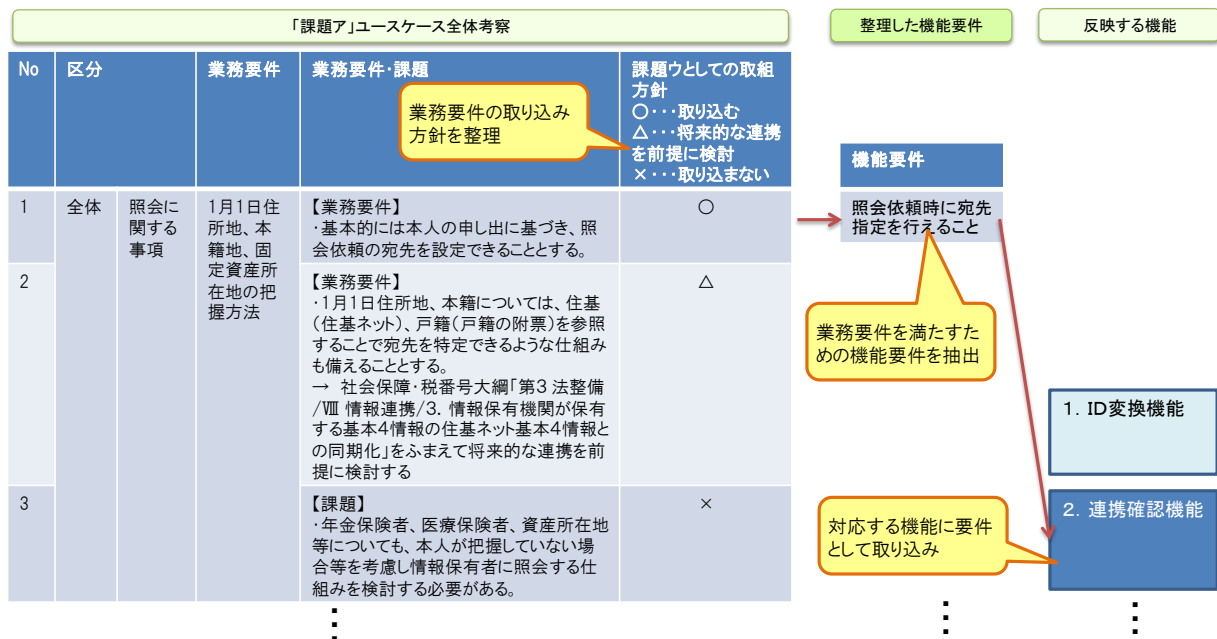 「課題ア」ユースケース全体考察
整理した機能要件
反映する機能
No
区分
業務要件
業務要件・課題
課題ウとしての取組
方針
○・・・取り込む
△・・・将来的な連携
を前提に検討
×・・・取り込まない
業務要件の取り込み
方針を整理
機能要件
1
全体
照会に
関する
事項
1月1日住
所地、本
籍地、固
定資産所
在地の把
握方法
【業務要件】
・基本的には本人の申し出に基づき、照
会依頼の宛先を設定できることとする。
○
照会依頼時に宛先
指定を行えること
2
【業務要件】
・1月1日住所地、本籍については、住基
(住基ネット)、戸籍(戸籍の附票)を参照
することで宛先を特定できるような仕組み
も備えることとする。
→ 社会保障・税番号大綱「第3 法整備
/Ⅷ 情報連携/3. 情報保有機関が保有
する基本4情報の住基ネット基本4情報と
の同期化」をふまえて将来的な連携を前
提に検討する
△
業務要件を満たすた
めの機能要件を抽出
1. ID変換機能
3
【課題】
・年金保険者、医療保険者、資産所在地
等についても、本人が把握していない場
合等を考慮し情報保有者に照会する仕
組みを検討する必要がある。
×
対応する機能に要件
として取り込み
2. 連携確認機能